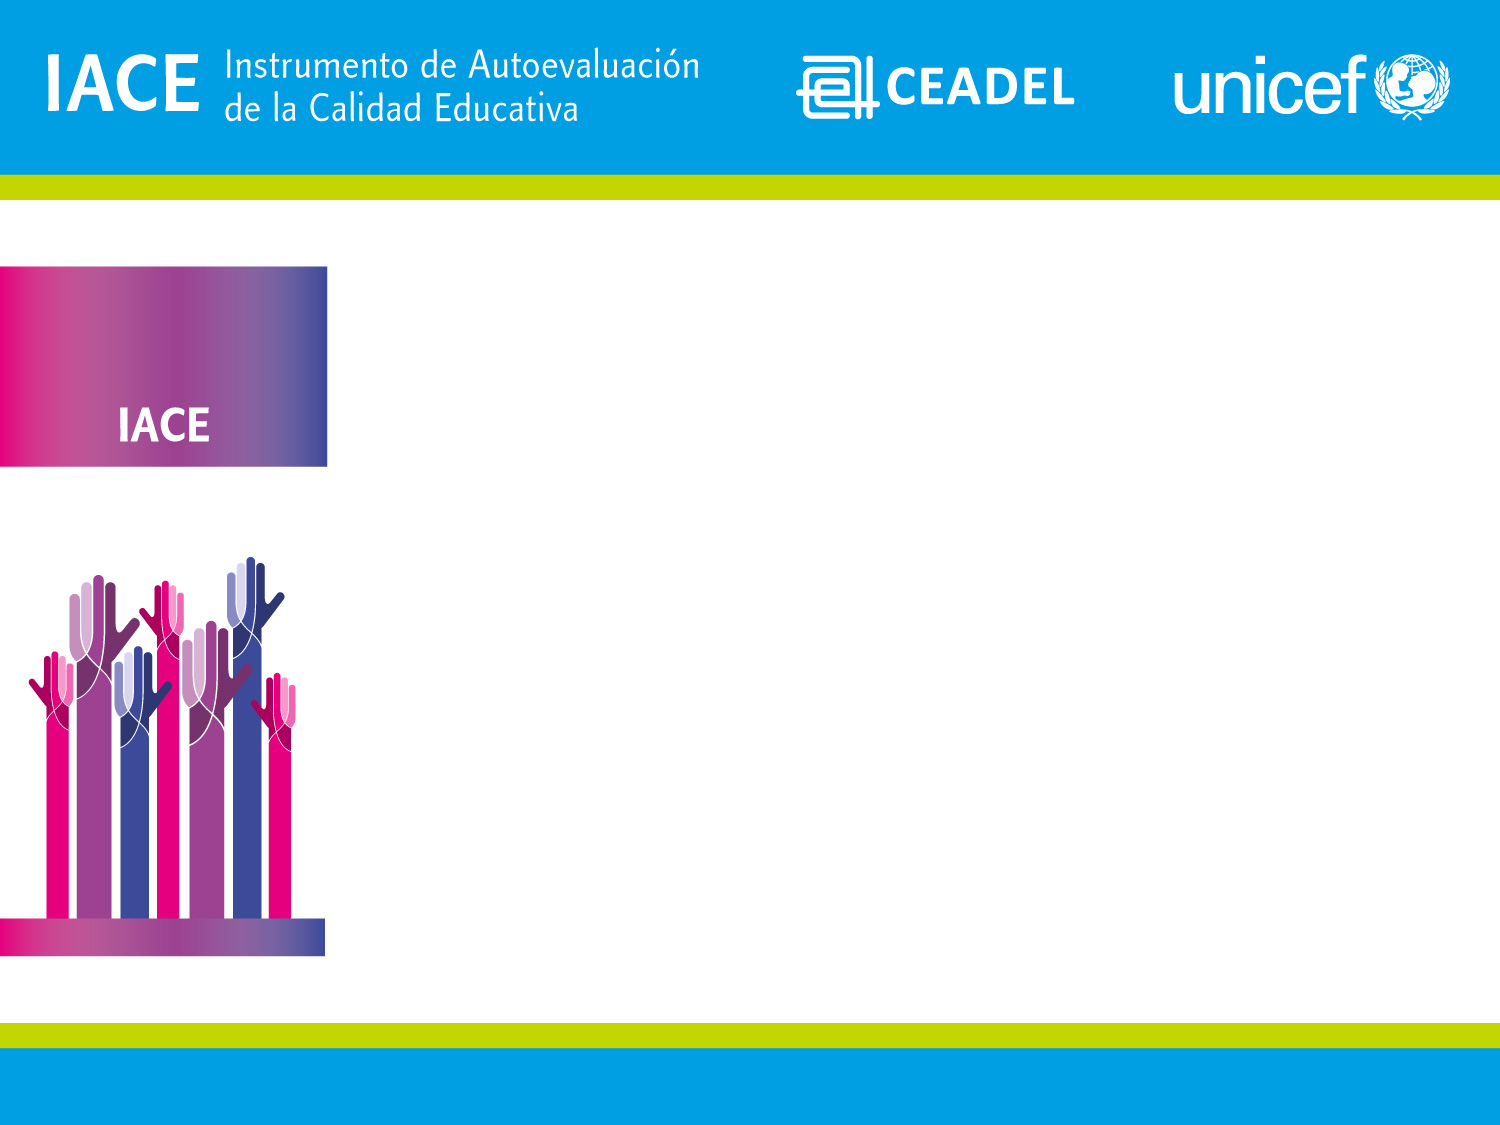 IACE
Instrumento de Autoevaluación
de la Calidad Educativa
CEADEL
unicef
IACE